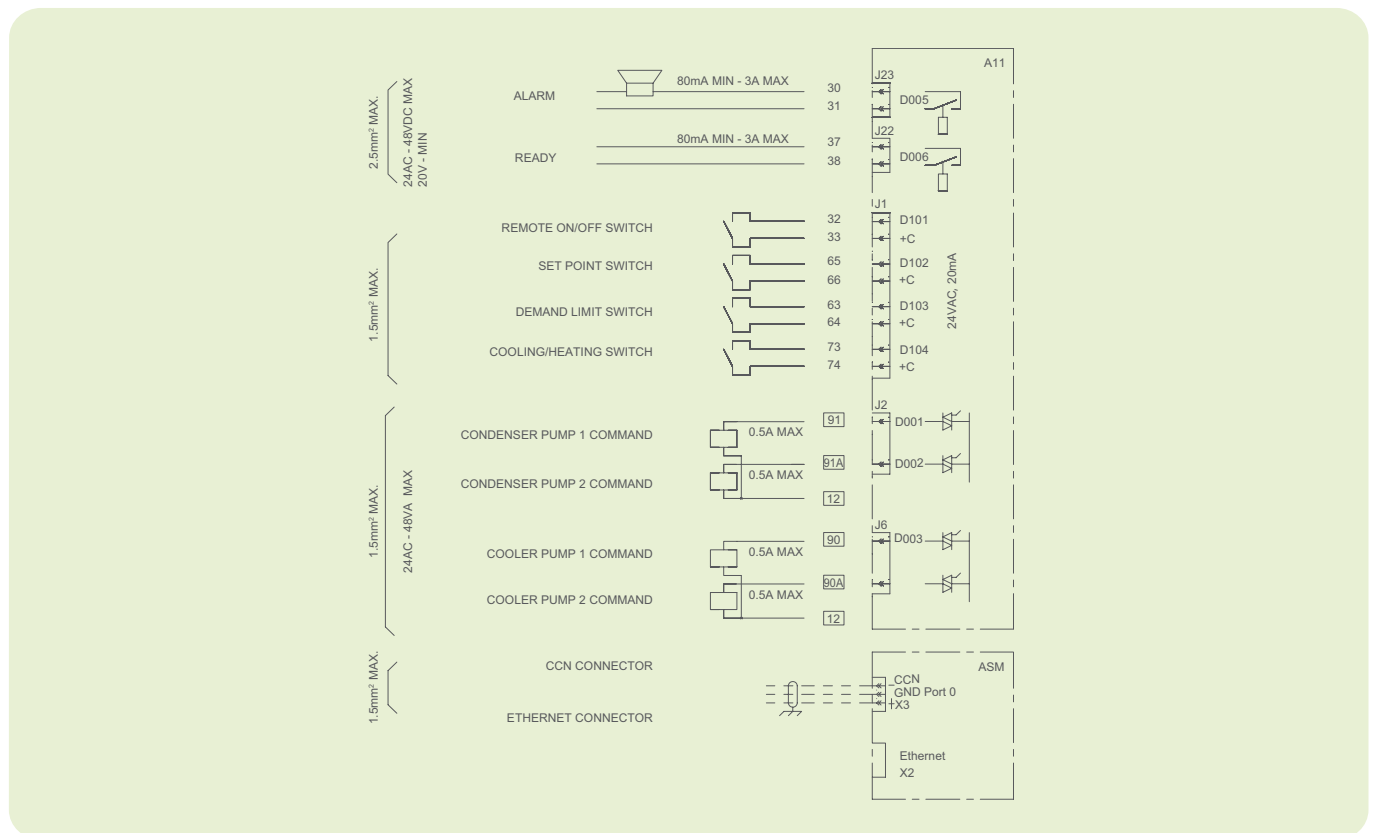 A11
J23
ALARM
80mA MIN - 3A MAX
30
31
D005
J22
READY
80mA MIN - 3A MAX
37
38
D006
2.5mm² MAX.
24AC - 48VDC MAX
20V - MIN
J1
REMOTE ON/OFF SWITCH
32
D101
33
+C
SET POINT SWITCH
65
D102
66
+C
DEMAND LIMIT SWITCH
63
D103
64
+C
COOLING/HEATING SWITCH
73
D104
74
+C
1.5mm² MAX.
24VAC, 20mA
J2
CONDENSER PUMP 1 COMMAND
0.5A MAX
91
D001
CONDENSER PUMP 2 COMMAND
0.5A MAX
91A
D002
12
J6
COOLER PUMP 1 COMMAND
0.5A MAX
90
D003
COOLER PUMP 2 COMMAND
0.5A MAX
90A
12
1.5mm² MAX.
24AC - 48VA MAX
ASM
CCN CONNECTOR
- CCN
GND Port 0
+X3
ETHERNET CONNECTOR
1.5mm² MAX.
Ethernet
X2